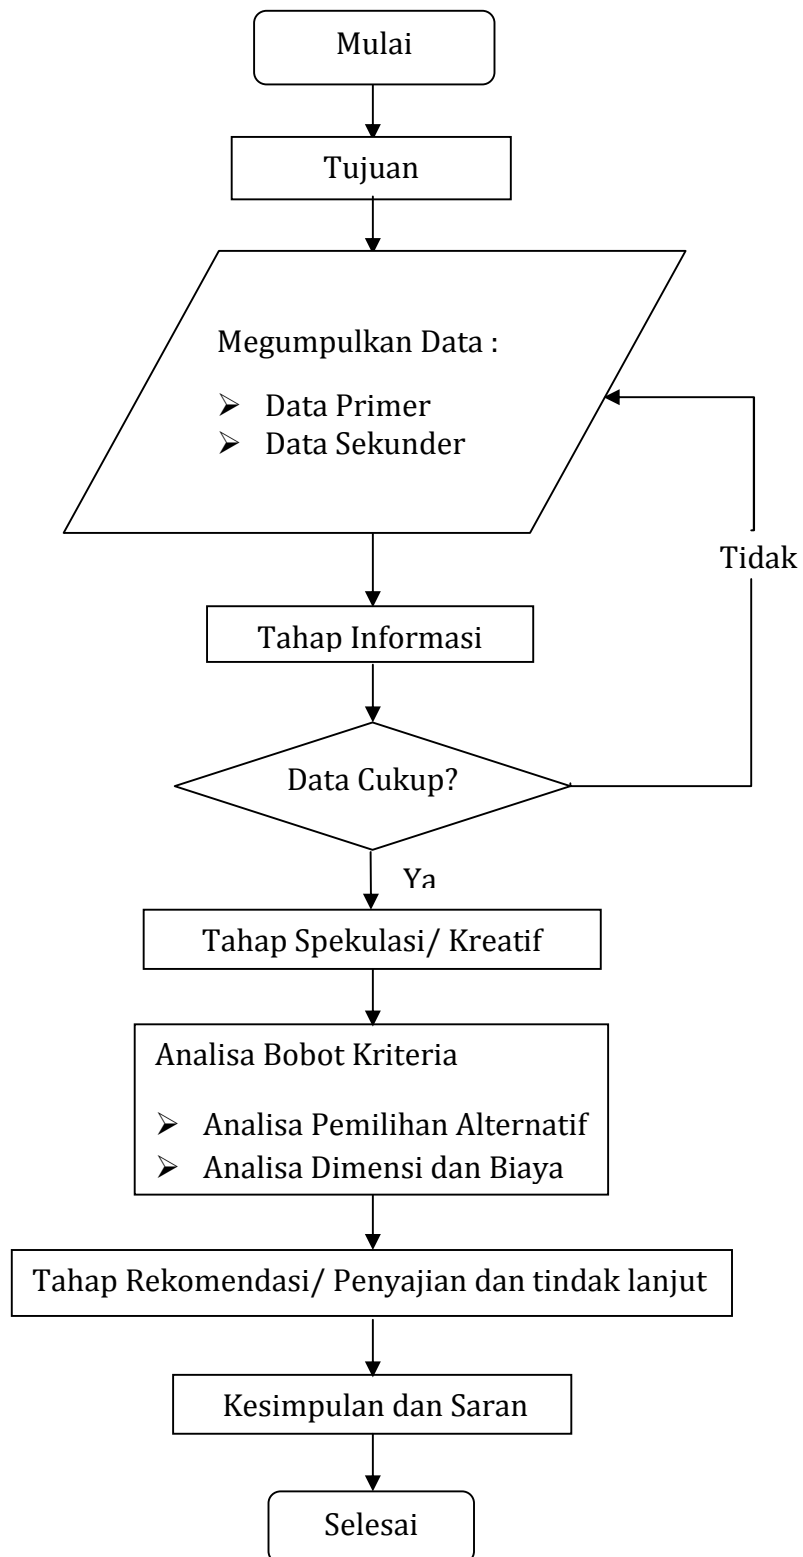 Mulai
Tujuan
Megumpulkan Data :
➢ Data Primer
➢ Data Sekunder
Tidak
Tahap Informasi
Data Cukup?
Ya
Tahap Spekulasi/ Kreatif
Analisa Bobot Kriteria
➢ Analisa Pemilihan Alternatif
➢ Analisa Dimensi dan Biaya
Tahap Rekomendasi/ Penyajian dan tindak lanjut
Kesimpulan dan Saran
Selesai